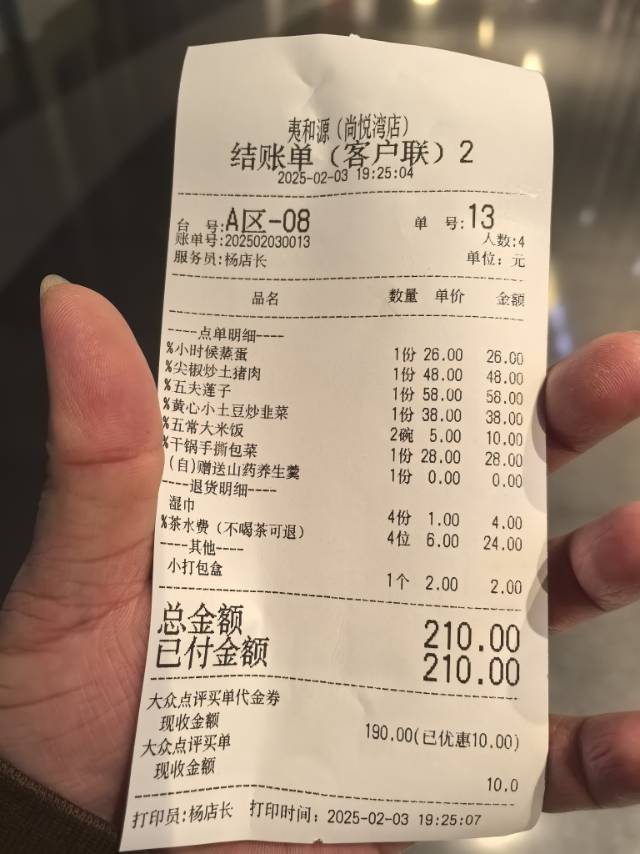 夷和源（尚悦湾店）
结账单（客户联）2
2025-02-03 19:25:04
台 号:A区-08 单 号:13
账单号:202502030013 人数:4
服务员:杨店长 单位: 元
品名 数量 单价 金额
-----点单明细----
%小时候蒸蛋 1份 26.00 26.00
%尖椒炒土猪肉 1份 48.00 48.00
%五夫莲子 1份 58.00 58.00
%黄心小土豆炒韭菜 1份 38.00 38.00
%五常大米饭 2碗 5.00 10.00
%干锅手撕包菜 1份 28.00 28.00
(自)赠送山药养生羹 1份 0.00 0.00
-----退货明细----
湿巾 4份 1.00 4.00
%茶水费（不喝茶可退） 4位 6.00 24.00
----其他----
小打包盒 1个 2.00 2.00
总金额 210.00
已付金额 210.00
大众点评买单代金券
现收金额 190.00(已优惠10.00)
大众点评买单
现收金额 10.0
打印员:杨店长 打印时间: 2025-02-03 19:25:07